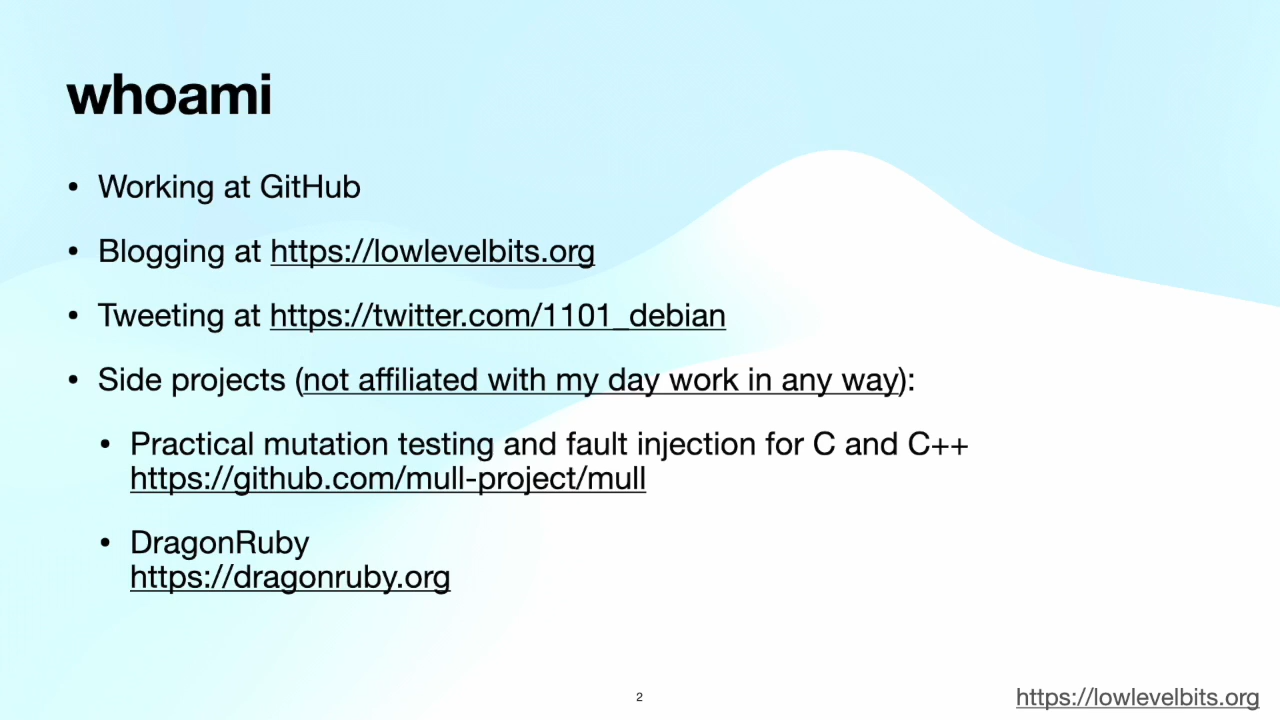 whoami
• Working at GitHub
• Blogging at https://lowlevelbits.org
• Tweeting at https://twitter.com/1101_debian
• Side projects (not affiliated with my day work in any way):
• Practical mutation testing and fault injection for C and C++
https://github.com/mull-project/mull
• DragonRuby
https://dragonruby.org
2
https://lowlevelbits.org